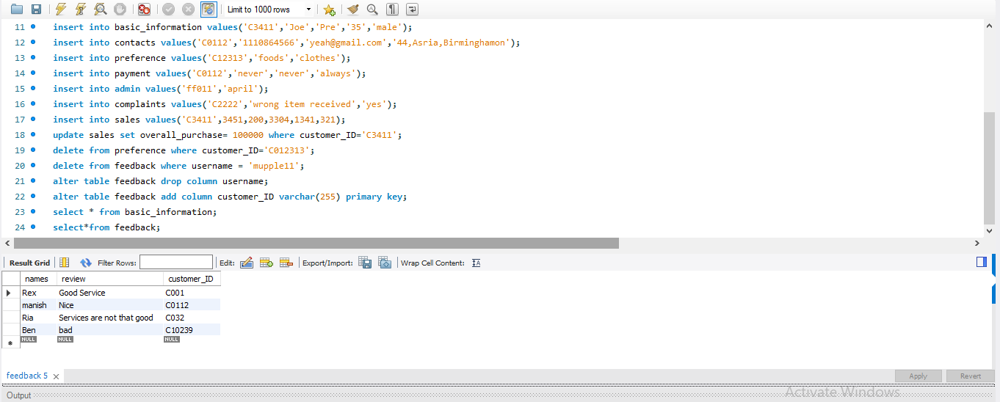 Limit to 1000 rows
11 insert into basic_information values('C3411','Joe','Pre','35','male');
12 insert into contacts values('C0112','1110864566','yeah@gmail.com','44,Asria,Birminghamon');
13 insert into preference values('C12313','foods','clothes');
14 insert into payment values('C0112','never','never','always');
15 insert into admin values('ff011','april');
16 insert into complaints values('C2222','wrong item received','yes');
17 insert into sales values('C3411',3451,200,3304,1341,321);
18 update sales set overall_purchase= 100000 where customer_ID='C3411';
19 delete from preference where customer_ID='C012313';
20 delete from feedback where username = 'mupple11';
21 alter table feedback drop column username;
22 alter table feedback add column customer_ID varchar(255) primary key;
23 select * from basic_information;
24 select*from feedback;
Result Grid Filter Rows: Edit: Export/Import: Wrap Cell Content: IA
names review customer_ID
Rex Good Service C001
manish Nice C0112
Ria Services are not that good C032
Ben bad C10239
NULL NULL NULL
feedback 5 Apply Revert
Activate Windows
Output